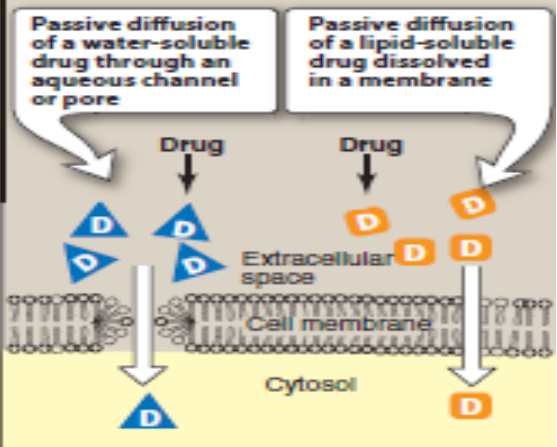 Passive diffusion
of a water-soluble
drug through an
aqueous channel
or pore
Passive diffusion
of a lipid-soluble
drug dissolved
in a membrane
Drug
Drug
D
D
D
D
D
D
D
D
Extracellular
space
Cell membrane
Cytosol
D
D